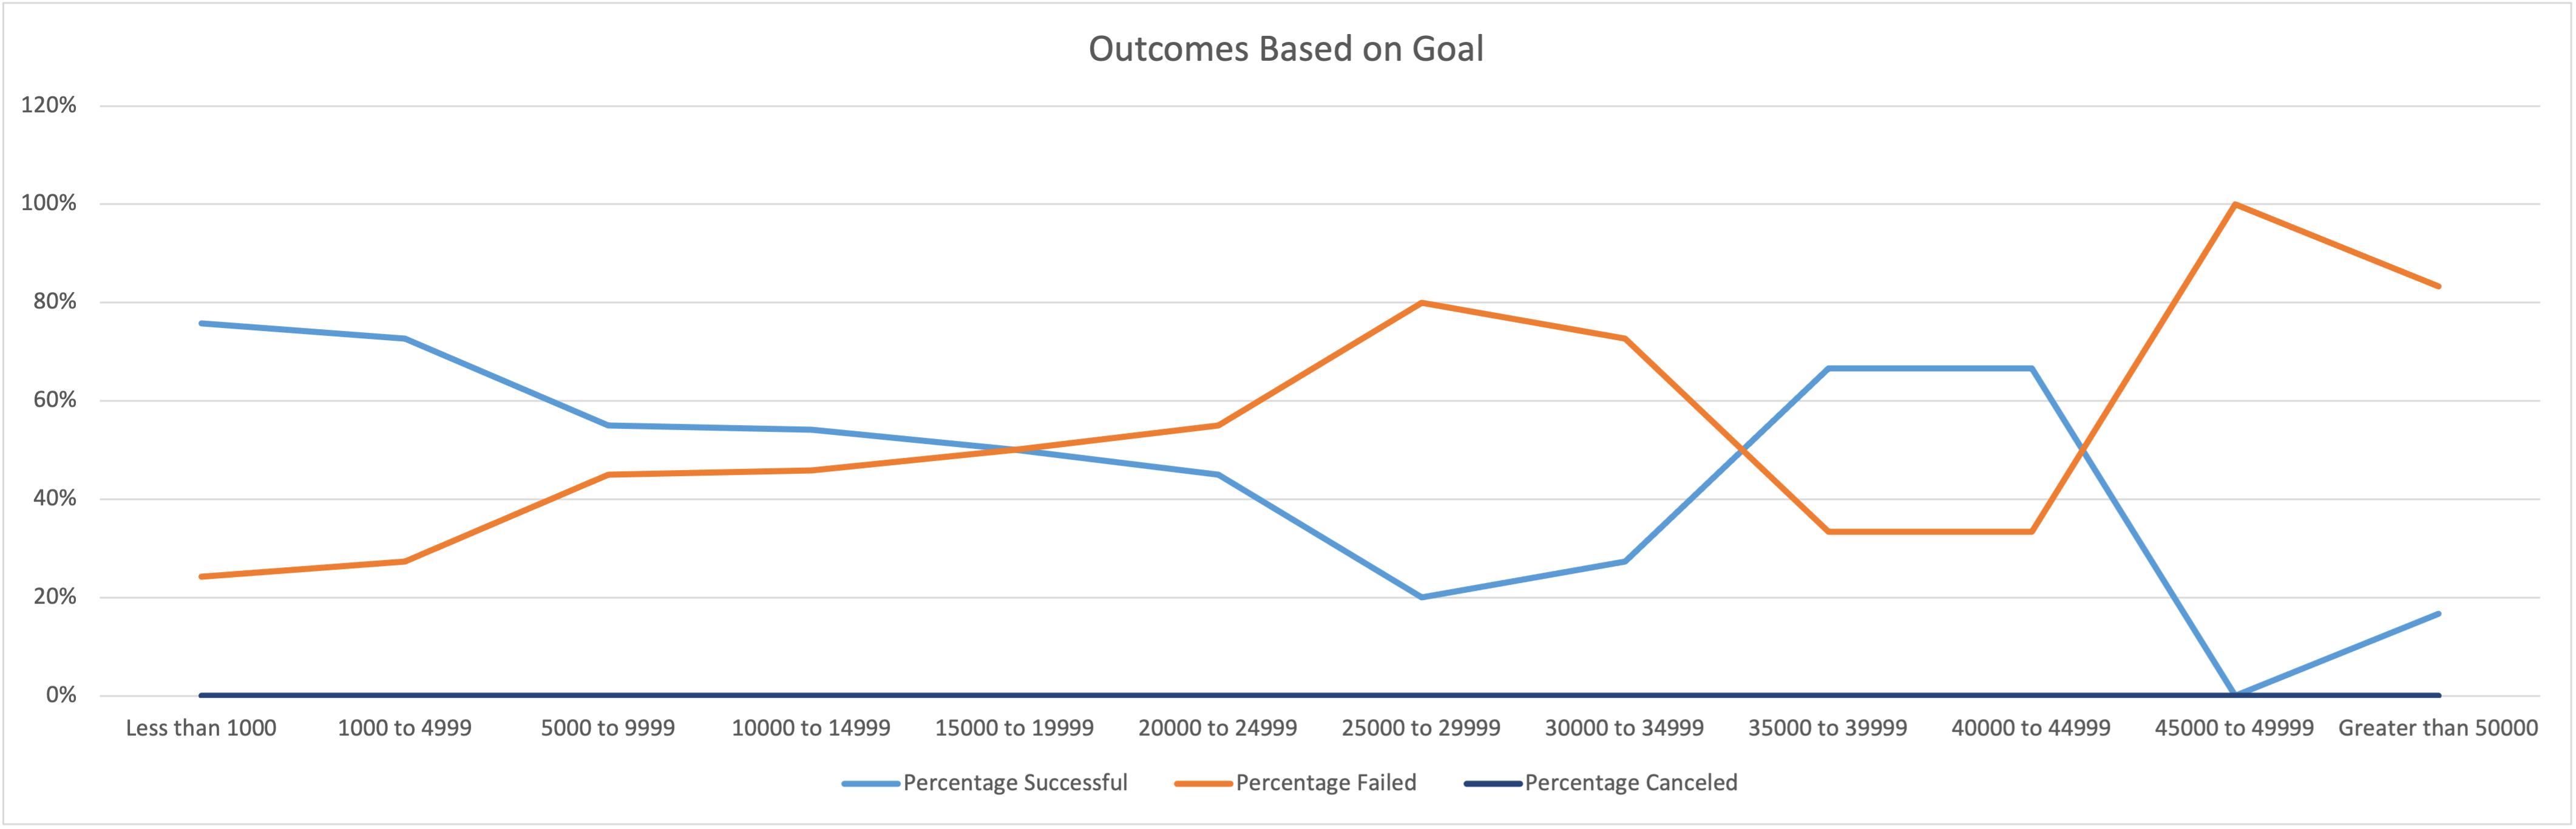 Outcomes Based on Goal
120%
100%
80%
60%
40%
20%
0%
Less than 1000 1000 to 4999 5000 to 9999 10000 to 14999 15000 to 19999 20000 to 24999 25000 to 29999 30000 to 34999 35000 to 39999 40000 to 44999 45000 to 49999 Greater than 50000
Percentage Successful Percentage Failed Percentage Canceled